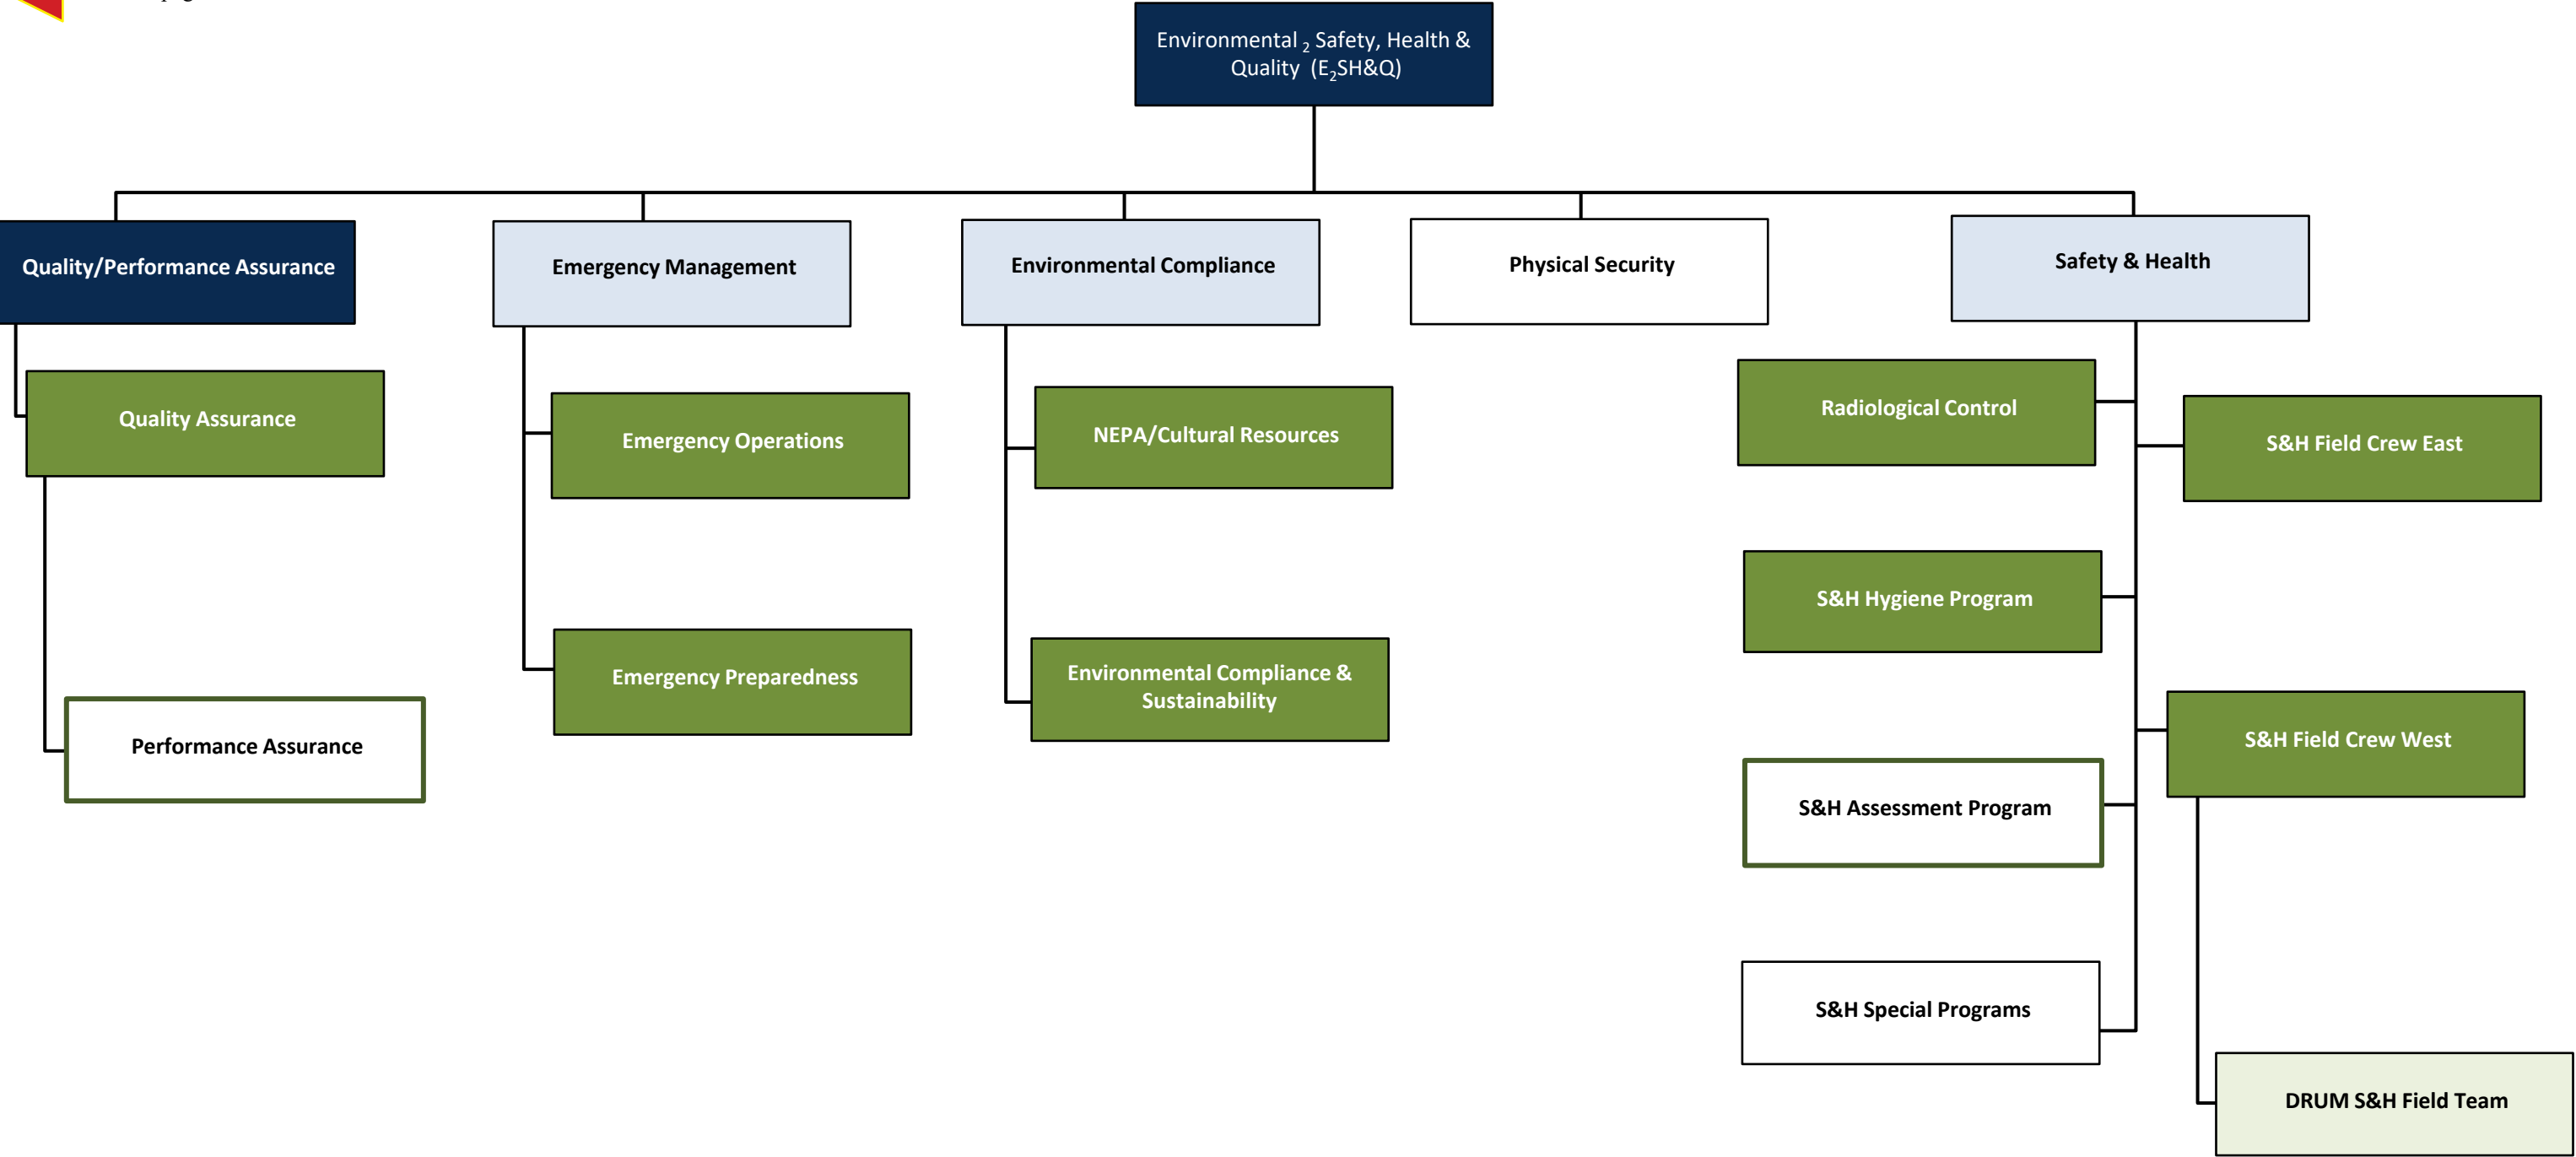 Environmental ₂ Safety, Health &
Quality (E₂SH&Q)
Quality/Performance Assurance
Emergency Management
Environmental Compliance
Physical Security
Safety & Health
Quality Assurance
Emergency Operations
NEPA/Cultural Resources
Radiological Control
S&H Field Crew East
S&H Hygiene Program
Emergency Preparedness
Environmental Compliance &
Sustainability
Performance Assurance
S&H Field Crew West
S&H Assessment Program
S&H Special Programs
DRUM S&H Field Team